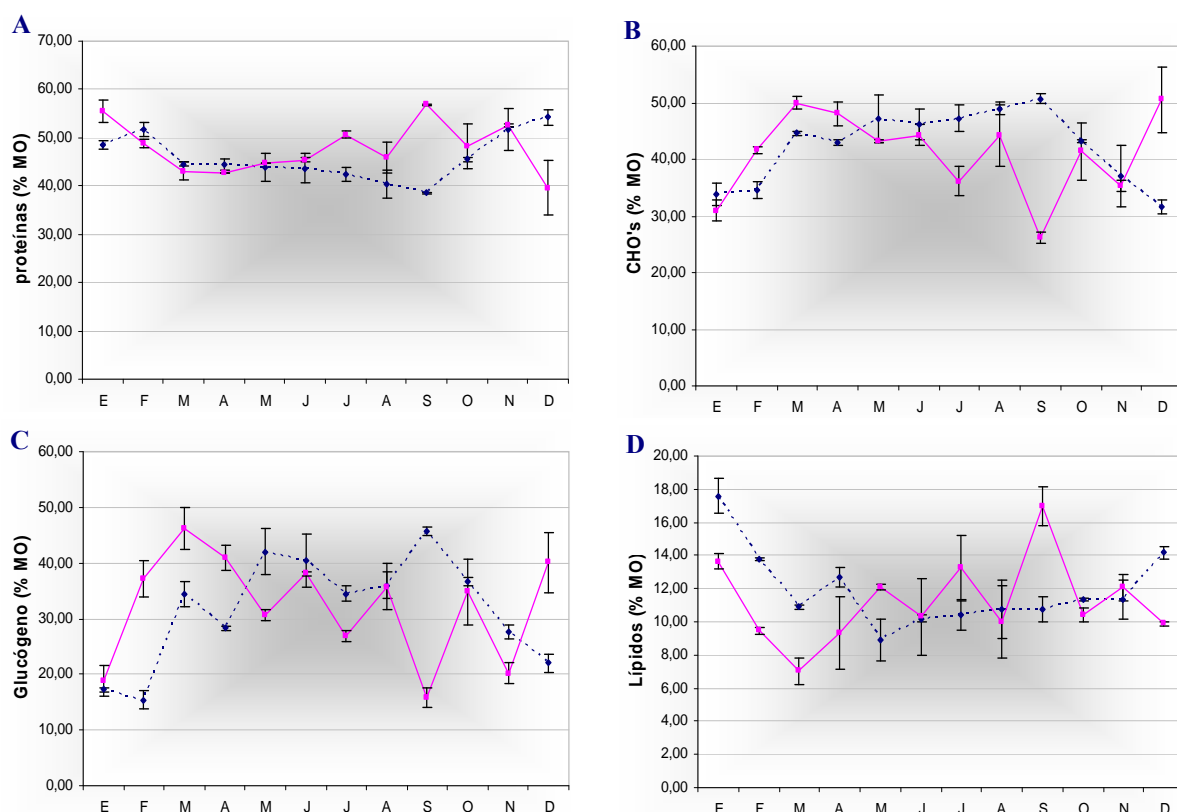 A
proteinas (% MO)
70,00
60,00
50,00
40,00
30,00
20,00
10,00
0,00
E F M A M J J A S O N D
B
CHO's (% MO)
60,00
50,00
40,00
30,00
20,00
10,00
0,00
E F M A M J J A S O N D
C
Glucógeno (% MO)
60,00
50,00
40,00
30,00
20,00
10,00
0,00
E F M A M J J A S O N D
D
Lípidos (% MO)
20,00
18,00
16,00
14,00
12,00
10,00
8,00
6,00
4,00
2,00
0,00
E F M A M J J A S O N D